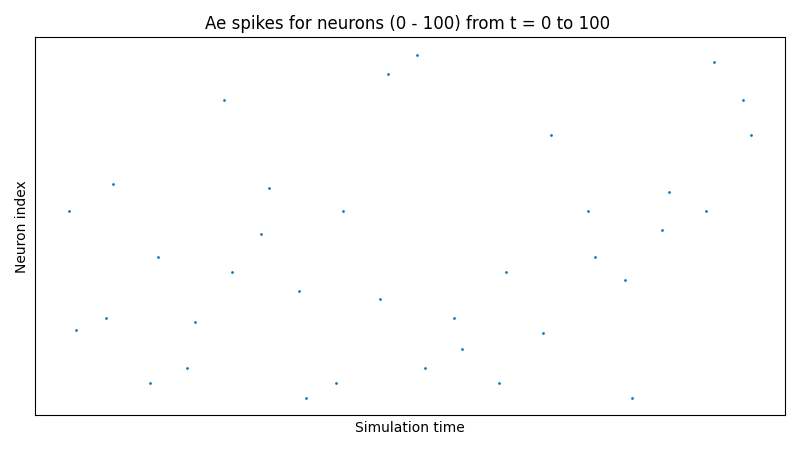 Ae spikes for neurons (0 - 100) from t = 0 to 100
Neuron index
Simulation time